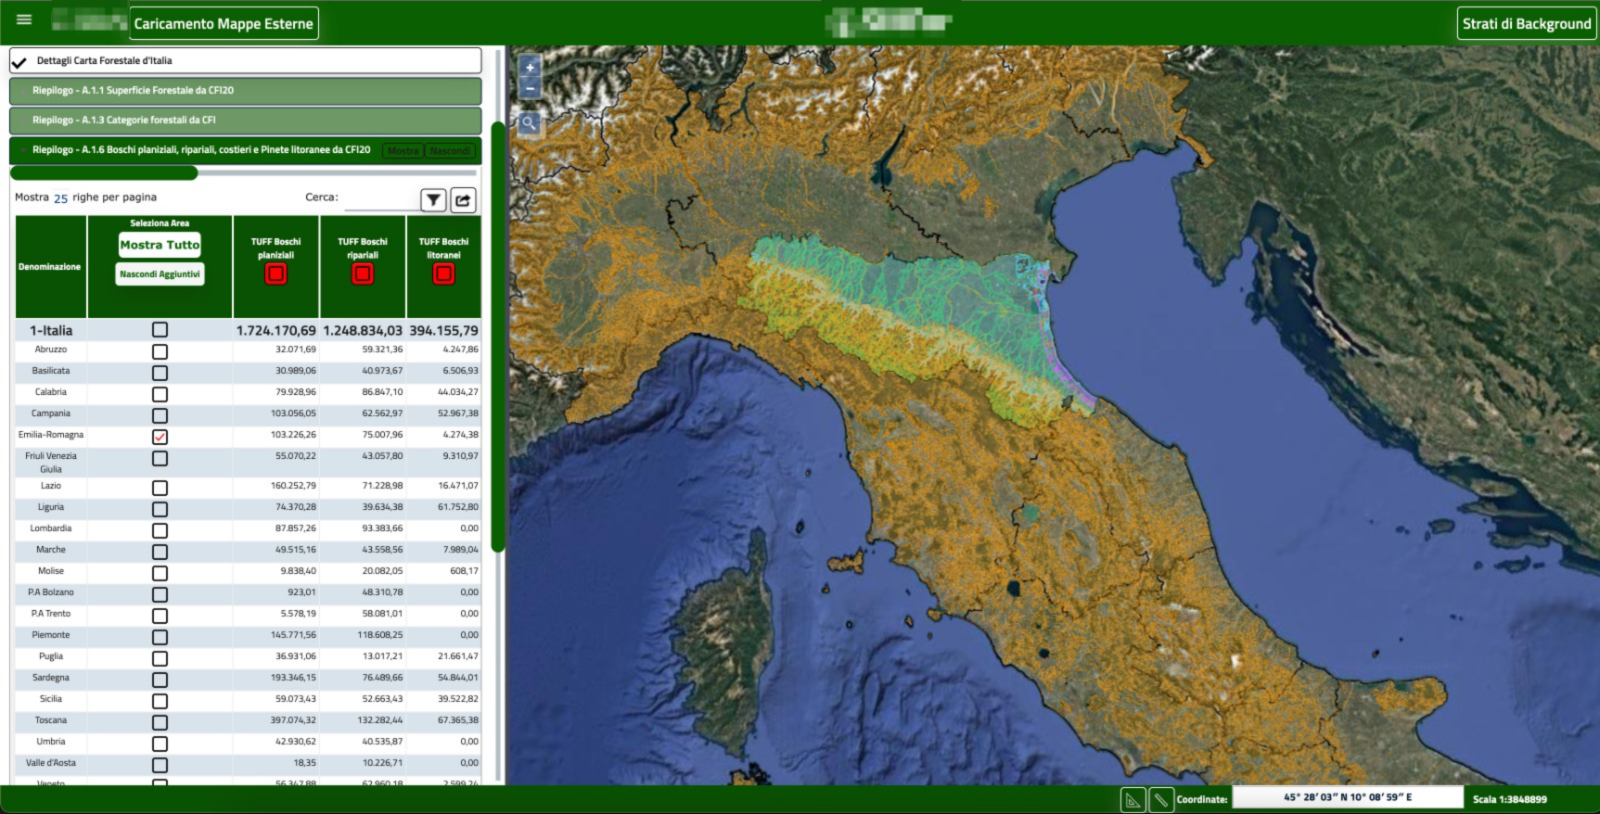 Caricamento Mappe Esterne
Strati di Background
Dettagli Carta Forestale d'Italia
Riepilogo - A.1.1 Superficie Forestale da CFI20
Riepilogo - A.1.3 Categorie forestali da CFI
Riepilogo - A.1.6 Boschi planiziali, ripariali, costieri e Pinete litoranee da CFI20 Mostra Nascondi
Mostra 25 righe per pagina Cerca:
Denominazione
Seleziona Area
Mostra Tutto
Nascondi Aggiuntivi
TUFF Boschi planiziali
TUFF Boschi ripariali
TUFF Boschi litoranei
1-Italia 1.724.170,69 1.248.834,03 394.155,79
Abruzzo 32.071,69 59.321,36 4.247,86
Basilicata 30.989,06 40.973,67 6.506,93
Calabria 79.928,96 86.847,10 44.034,27
Campania 103.056,05 62.562,97 52.967,38
Emilia-Romagna 103.226,26 75.007,96 4.274,38
Friuli Venezia Giulia 55.070,22 43.057,80 9.310,97
Lazio 160.252,79 71.228,98 16.471,07
Liguria 74.370,28 39.634,38 61.752,80
Lombardia 87.857,26 93.383,66 0,00
Marche 49.515,16 43.558,56 7.989,04
Molise 9.838,40 20.082,05 608,17
P.A Bolzano 923,01 48.310,78 0,00
P.A Trento 5.578,19 58.081,01 0,00
Piemonte 145.771,56 118.608,25 0,00
Puglia 36.931,06 13.017,21 21.661,47
Sardegna 193.346,15 76.489,66 54.844,01
Sicilia 59.073,43 52.663,43 39.522,82
Toscana 397.074,32 132.282,44 67.365,38
Umbria 42.930,62 40.535,87 0,00
Valle d'Aosta 18,35 10.226,71 0,00
Veneto 56.347,88 62.960,18 2.599,74
Coordinate: 45° 28′ 03″ N 10° 08′ 59″ E Scala 1:3848899